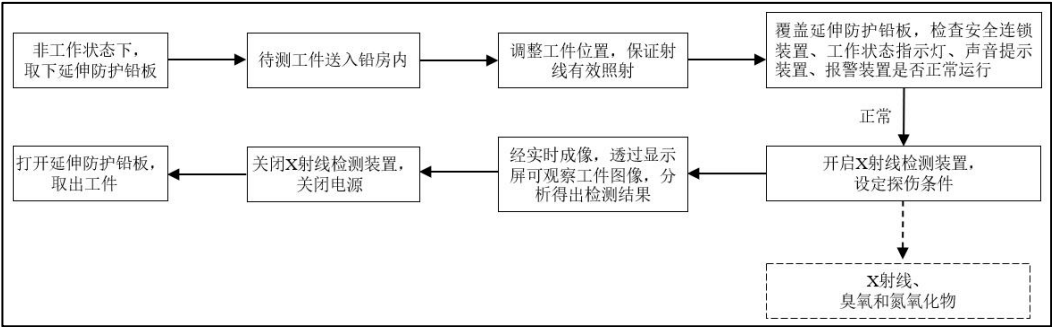 非工作状态下，
取下延伸防护铅板
待测工件送入铅房内
调整工件位置，保证射
线有效照射
覆盖延伸防护铅板，检查安全连锁
装置、工作状态指示灯、声音提示
装置、报警装置是否正常运行
正常
开启X射线检测装置，
设定探伤条件
经实时成像，透过显示
屏可观察工件图像，分
析得出检测结果
关闭X射线检测装置，
关闭电源
打开延伸防护铅板，
取出工件
X射线、
臭氧和氮氧化物